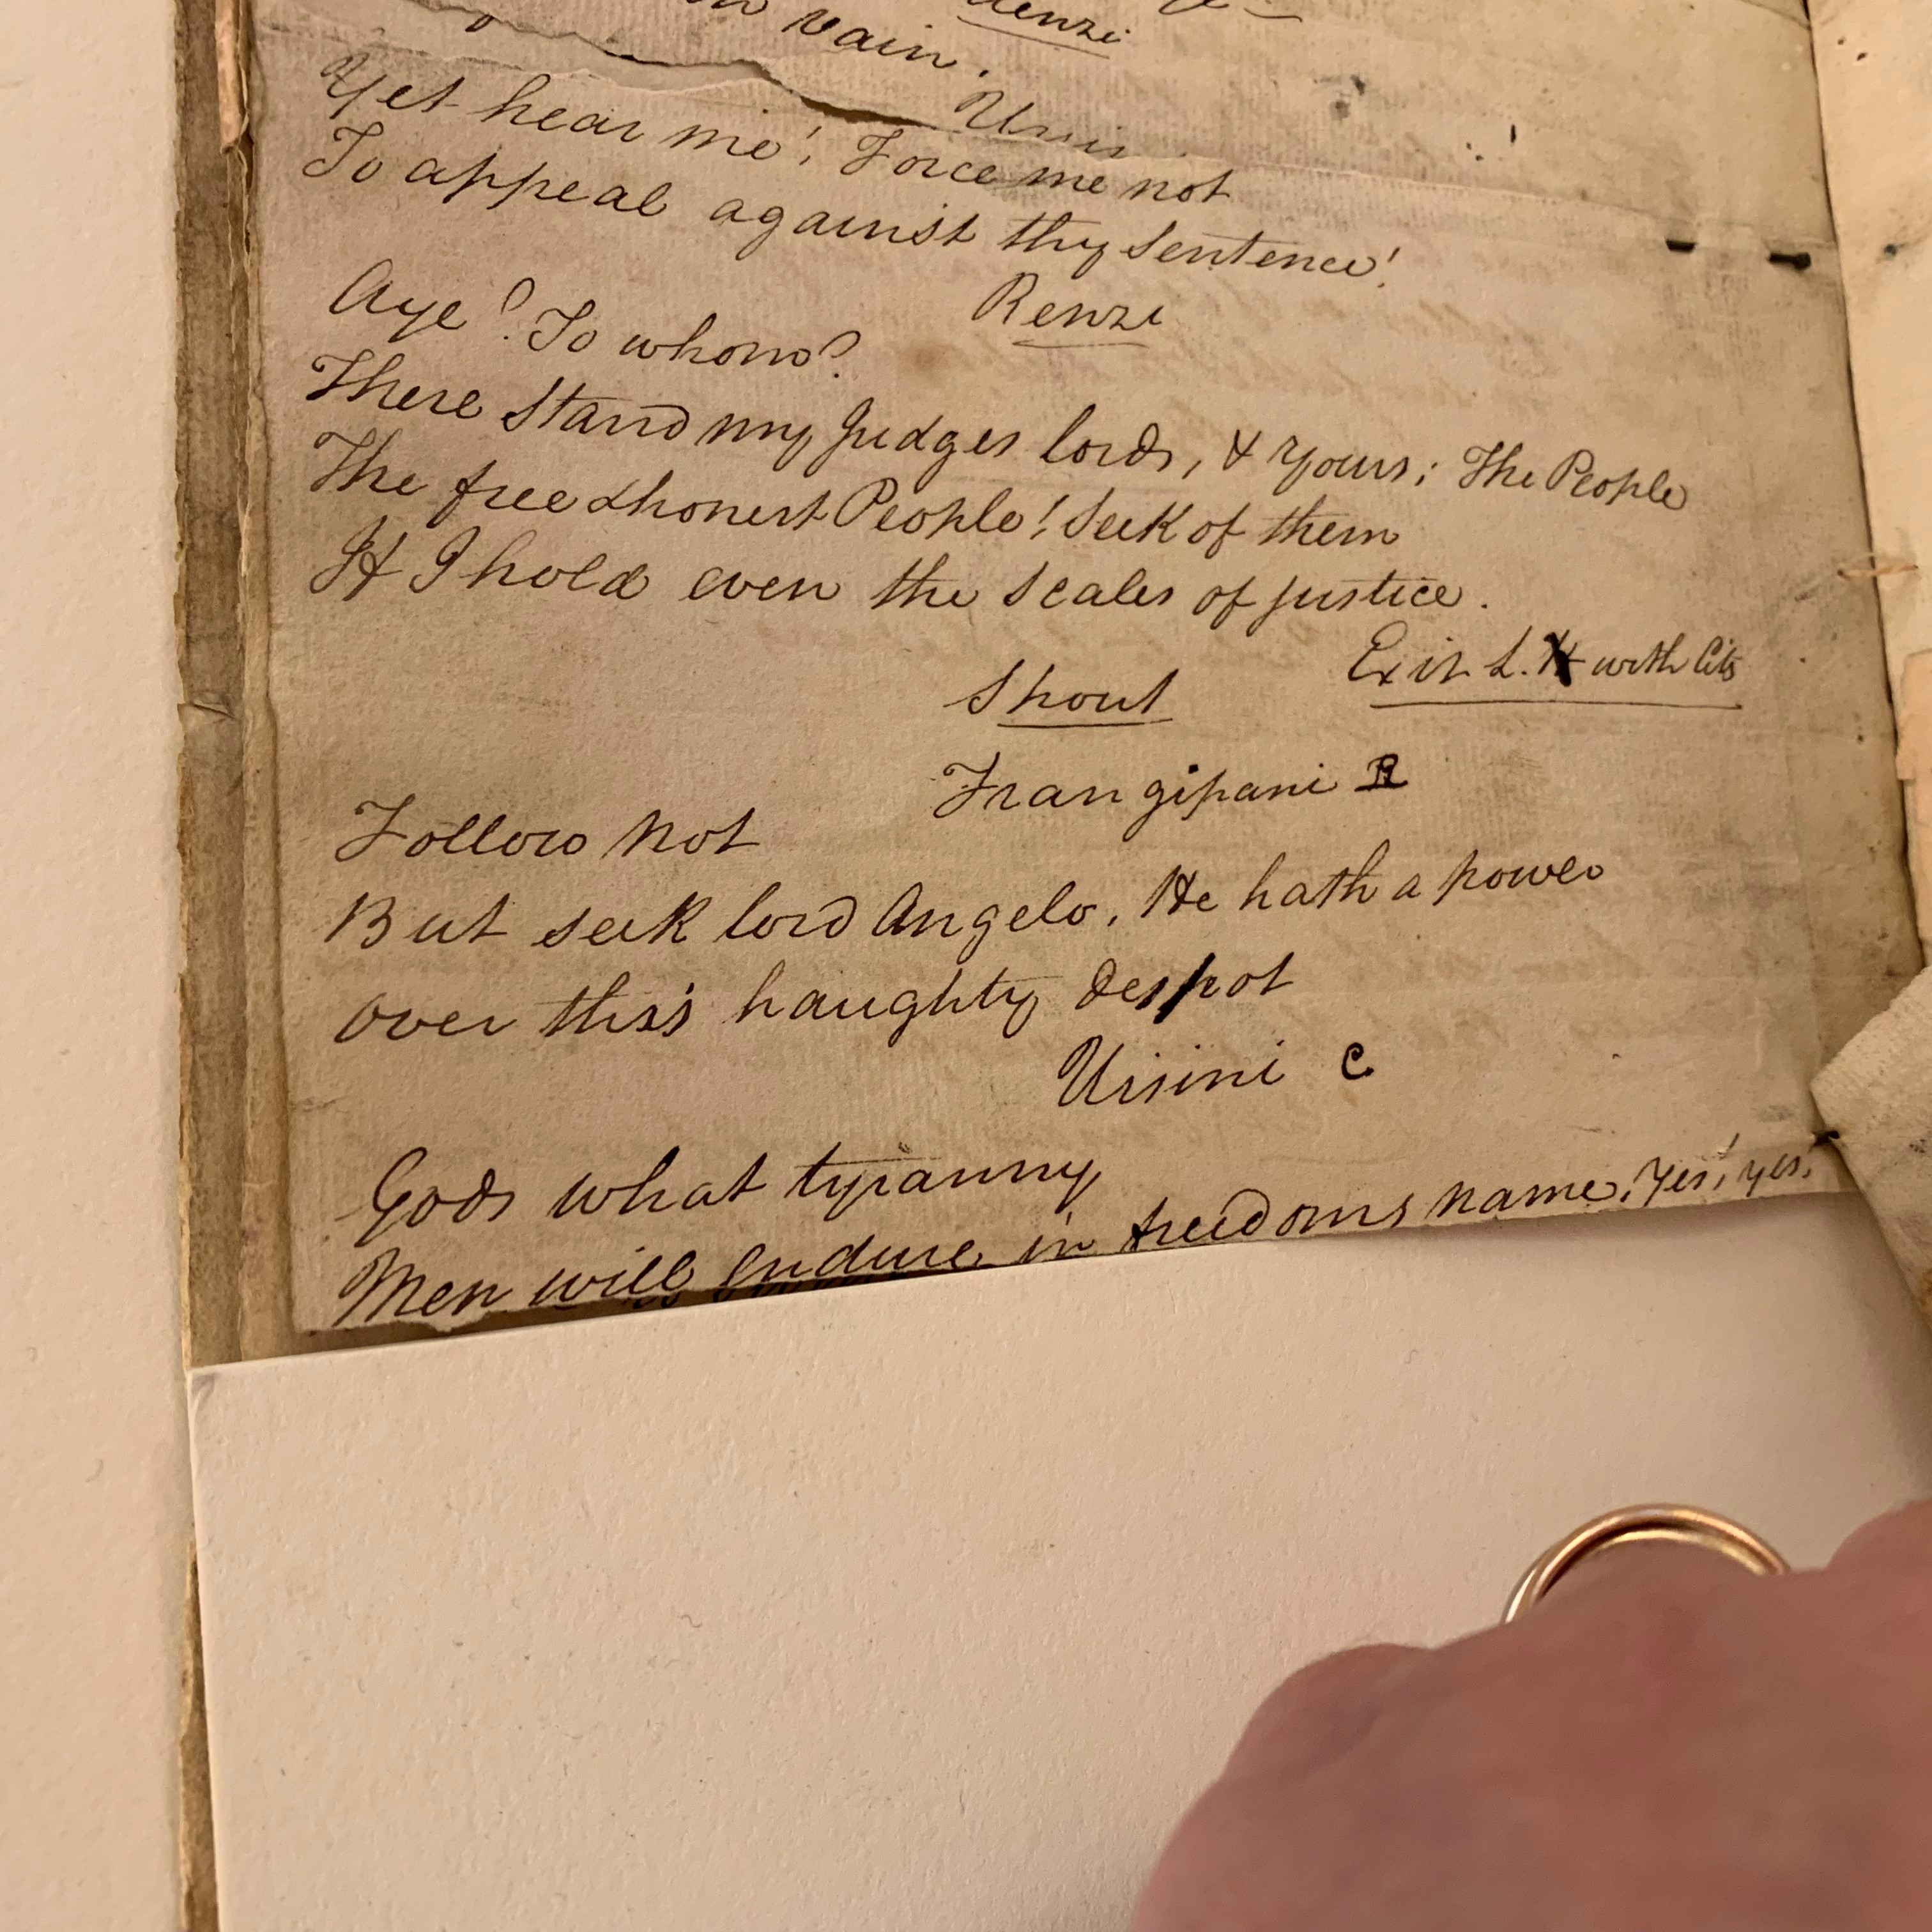 Renzi
vain.
Ursin
Yet hear me! Force me not
To appeal against thy Sentence!
Renzi
Aye? To whom?
There Stand my Judges lords, & Yours; The People
The free & honest People! Seek of them
If I hold even the Scales of justice.
Exit L. with Cits
Shout
Frangipani R
Follow Not
But seek lord Angelo. He hath a power
Over this haughty despot
Ursini C
Gods what tyranny
Men will endure in freedoms name. Yes! yes!